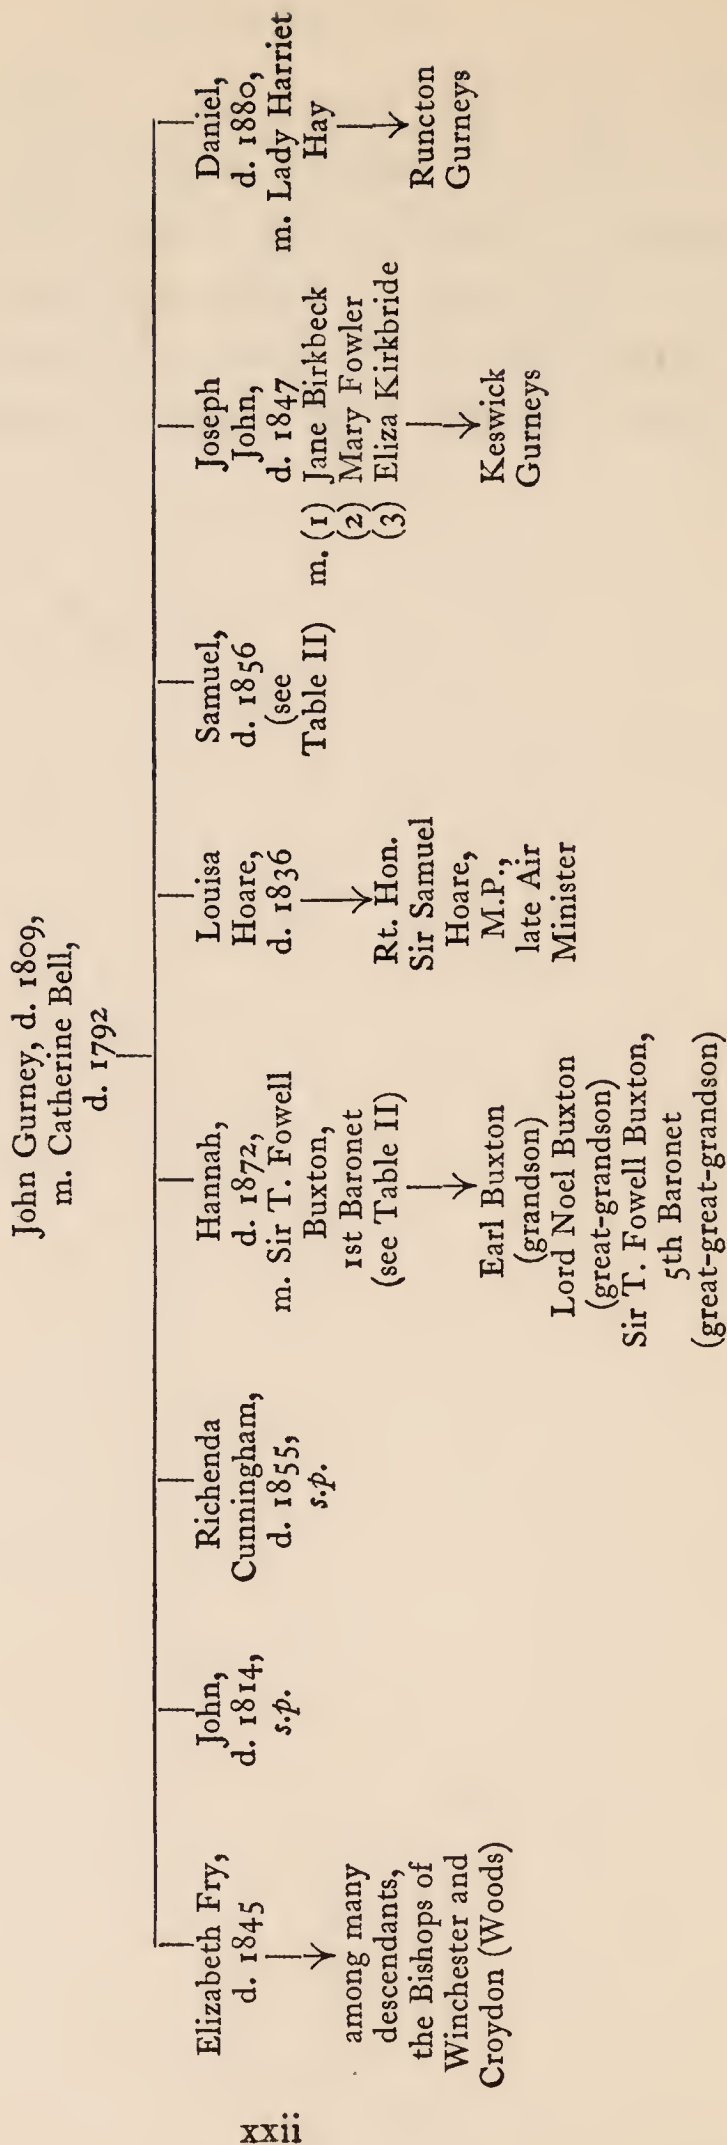 John Gurney, d. 1809,
m. Catherine Bell,
d. 1792
Elizabeth Fry,
d. 1845
among many
descendants,
the Bishops of
Winchester and
Croydon (Woods)
John,
d. 1814,
s.p.
Richenda
Cunningham,
d. 1855,
s.p.
Hannah,
d. 1872,
m. Sir T. Fowell
Buxton,
1st Baronet
(see Table II)
Earl Buxton
(grandson)
Lord Noel Buxton
(great-grandson)
Sir T. Fowell Buxton,
5th Baronet
(great-great-grandson)
Louisa
Hoare,
d. 1836
Rt. Hon.
Sir Samuel
Hoare,
M.P.,
late Air
Minister
Samuel,
d. 1856
(see
Table II)
Joseph
John,
d. 1847
m. (1) Jane Birkbeck
(2) Mary Fowler
(3) Eliza Kirkbride
Keswick
Gurneys
Daniel,
d. 1880,
m. Lady Harriet
Hay
Runcton
Gurneys
xxii